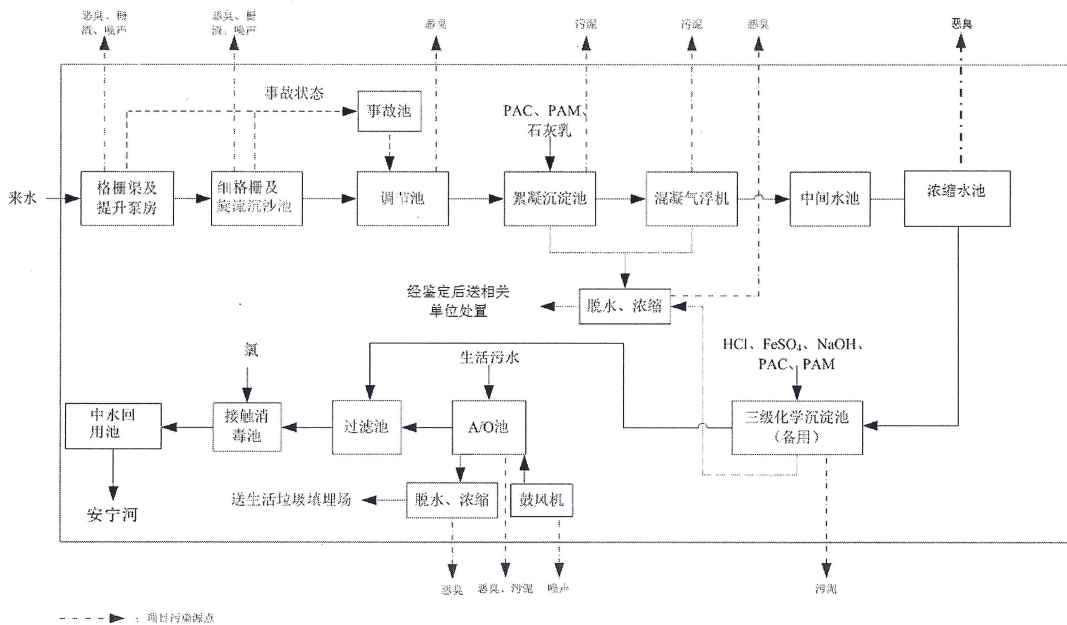 恶臭、栅
渣、噪声
恶臭、栅
渣、噪声
恶臭
污泥
污泥
恶臭
恶臭
事故状态
事故池
PAC、PAM、
石灰乳
来水
格栅渠及
提升泵房
细格栅及
旋流沉沙池
调节池
絮凝沉淀池
混凝气浮机
中间水池
浓缩水池
经鉴定后送相关
单位处置
脱水、浓缩
HCl、FeSO₄、NaOH、
PAC、PAM
氯
生活污水
中水回
用池
接触消
毒池
过滤池
A/O池
三级化学沉淀池
（备用）
送生活垃圾填埋场
脱水、浓缩
鼓风机
安宁河
恶臭
恶臭、污泥
噪声
污泥
：项目污染源点